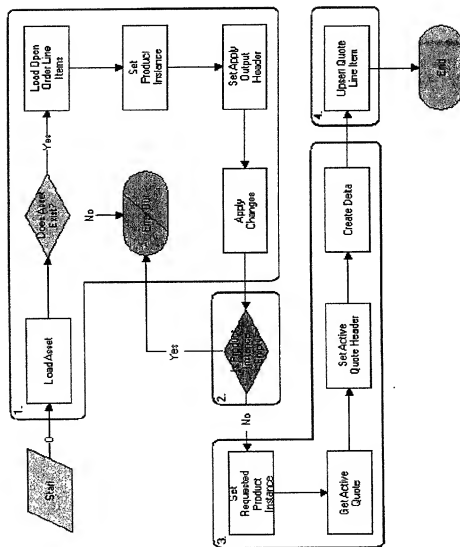 Start
0
1.
Load Asset
Does Asset
Exist?
Yes
No
Load Open
Order Line
Items
Set
Product
Instance
Set Apply
Output
Header
Apply
Changes
2.
Yes
No
3.
Set
Requested
Product
Instance
Get Active
Quote
Set Active
Quote Header
Create Delta
4.
Upsert Quote
Line Item
End